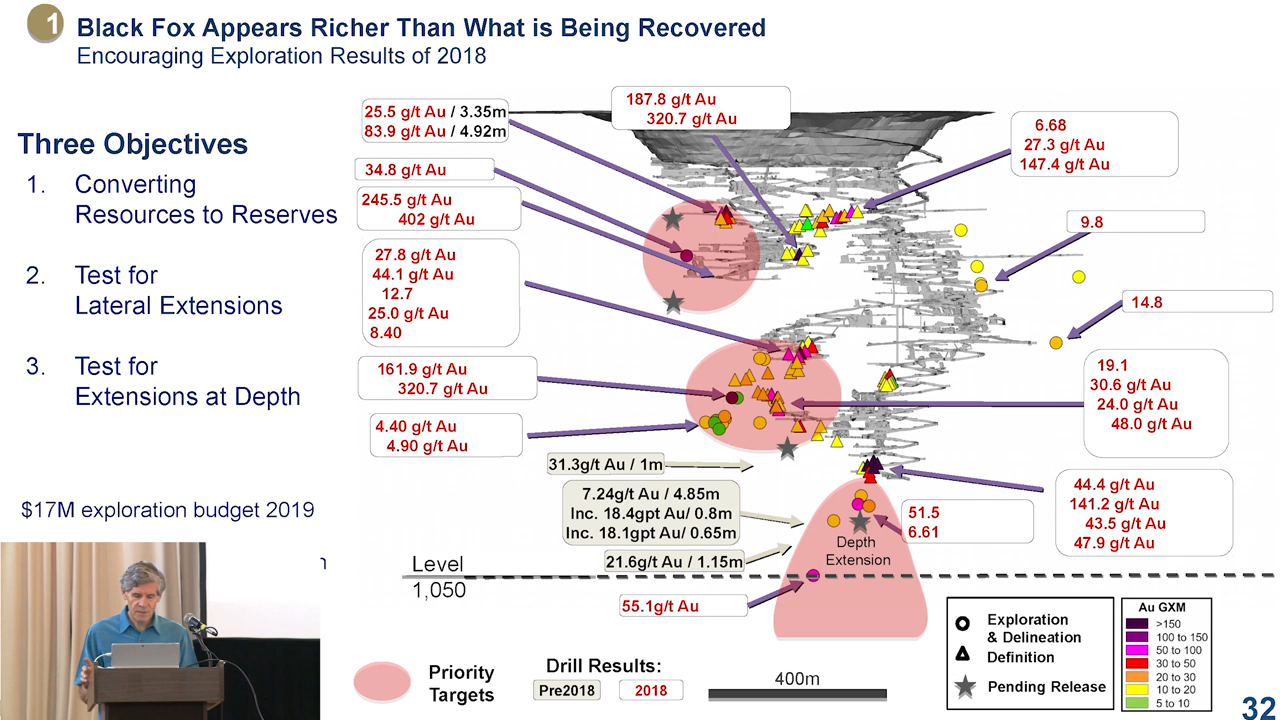 1
Black Fox Appears Richer Than What is Being Recovered
Encouraging Exploration Results of 2018
Three Objectives
1. Converting
Resources to Reserves
2. Test for
Lateral Extensions
3. Test for
Extensions at Depth
$17M exploration budget 2019
n
25.5 g/t Au / 3.35m
83.9 g/t Au / 4.92m
34.8 g/t Au
245.5 g/t Au
402 g/t Au
27.8 g/t Au
44.1 g/t Au
12.7
25.0 g/t Au
8.40
161.9 g/t Au
320.7 g/t Au
4.40 g/t Au
4.90 g/t Au
187.8 g/t Au
320.7 g/t Au
6.68
27.3 g/t Au
147.4 g/t Au
9.8
14.8
19.1
30.6 g/t Au
24.0 g/t Au
48.0 g/t Au
44.4 g/t Au
141.2 g/t Au
43.5 g/t Au
47.9 g/t Au
51.5
6.61
31.3g/t Au / 1m
7.24g/t Au / 4.85m
Inc. 18.4gpt Au/ 0.8m
Inc. 18.1gpt Au/ 0.65m
21.6g/t Au / 1.15m
55.1g/t Au
Depth
Extension
Level
1,050
Priority
Targets
Drill Results:
Pre2018
2018
400m
Exploration
& Delineation
Definition
Pending Release
Au GXM
>150
100 to 150
50 to 100
30 to 50
20 to 30
10 to 20
5 to 10
32